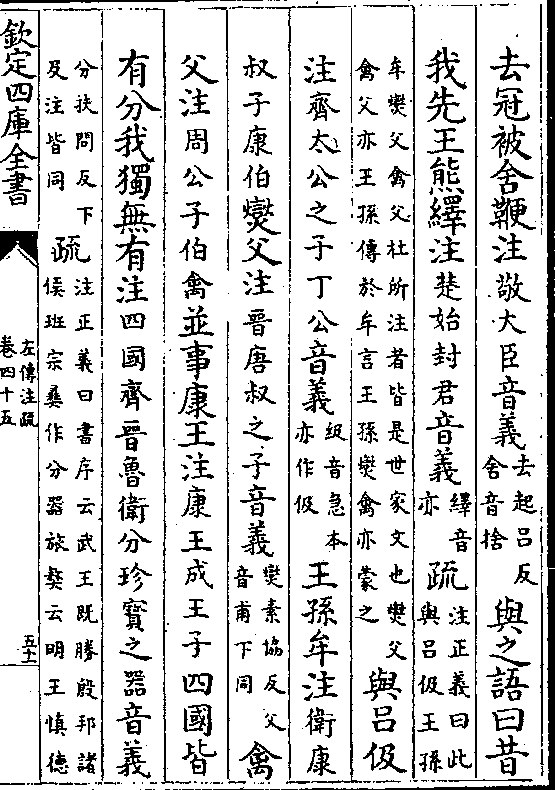 去冠被舍鞭注敬大臣音義去起呂反舍音捨與之語曰昔
我先王熊繹注楚始封君音義繹音亦疏注正義曰此與呂伋王孫
牟燮父禽父杜所注者皆是世家文也燮父禽父亦王孫傳於牟言王孫燮禽亦蒙之與呂伋
注齊太公之子丁公音義級音急本亦作伋王孫牟注衛康
叔子康伯燮父注晉唐叔之子音義燮素協反父音甫下同禽
父注周公子伯禽並事康王注康王成王子四國皆
有分我獨無有注四國齊晉魯衛分珍寶之器音義
分扶問反下及注皆同疏注正義曰書序云武王既勝殷邦諸侯班宗彝作分器旅獒云明王慎德
欽定四庫全書
左傳注疏
卷四十五
五十一